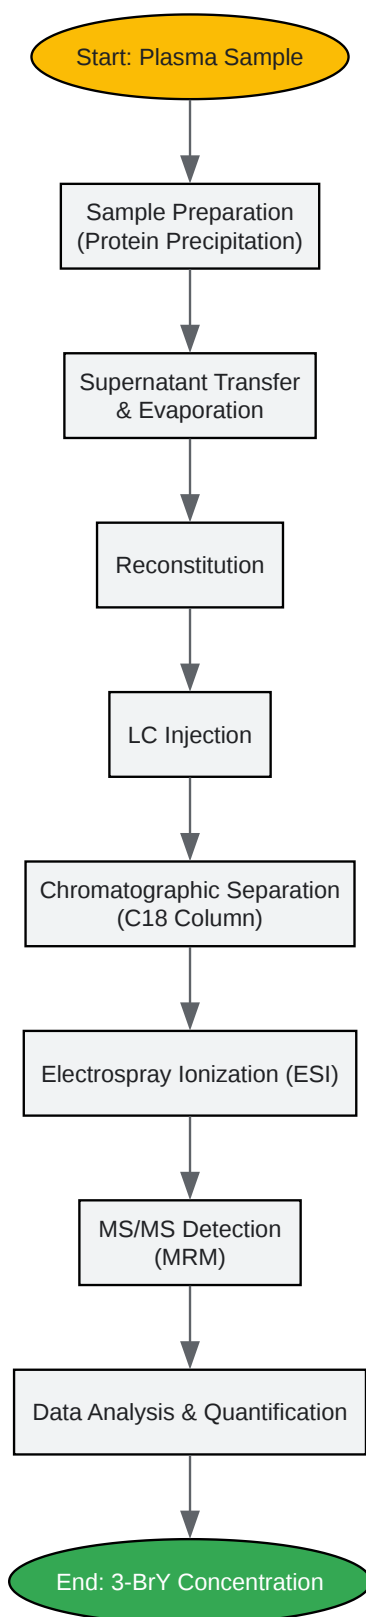 Start: Plasma Sample
Sample Preparation
(Protein Precipitation)
Supernatant Transfer
& Evaporation
Reconstitution
LC Injection
Chromatographic Separation
(C18 Column)
Electrospray Ionization (ESI)
MS/MS Detection
(MRM)
Data Analysis & Quantification
End: 3-BrY Concentration